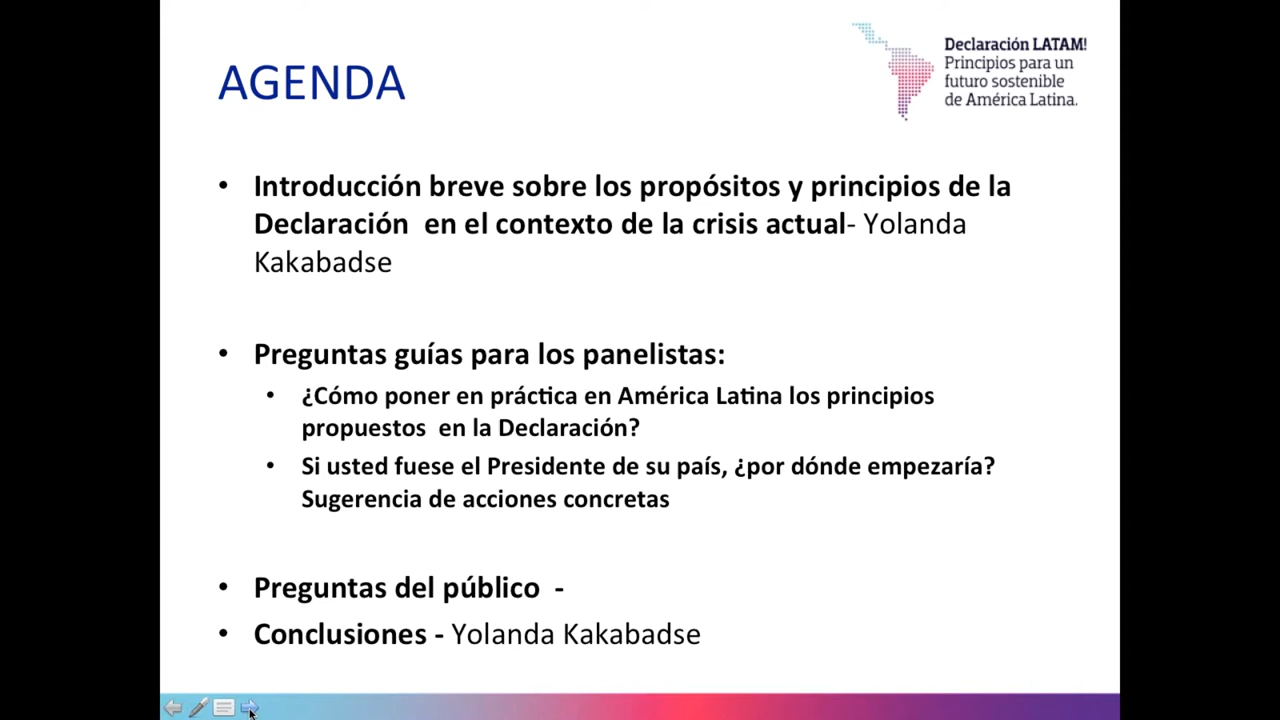 AGENDA
Declaración LATAM!
Principios para un
futuro sostenible
de América Latina.
• Introducción breve sobre los propósitos y principios de la
Declaración  en el contexto de la crisis actual- Yolanda
Kakabadse
• Preguntas guías para los panelistas:
• ¿Cómo poner en práctica en América Latina los principios
propuestos  en la Declaración?
• Si usted fuese el Presidente de su país, ¿por dónde empezaría?
Sugerencia de acciones concretas
• Preguntas del público  -
• Conclusiones - Yolanda Kakabadse